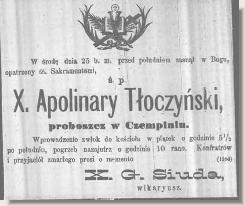 W środę dnia 25 b. m. przed południem zasnął w Bogu,
opatrzony śś. Sakramentami,
ś. p.
X. Apolinary Tłoczyński,
proboszcz w Czempiniu.
Wprowadzenie zwłok do kościoła w piątek o godzinie 5½
po południu, pogrzeb nazajutrz o godzinie 10 rano. Konfratrów
i przyjaciół zmarłego prosi o memento
X. G. Siuda,
wikaryusz.